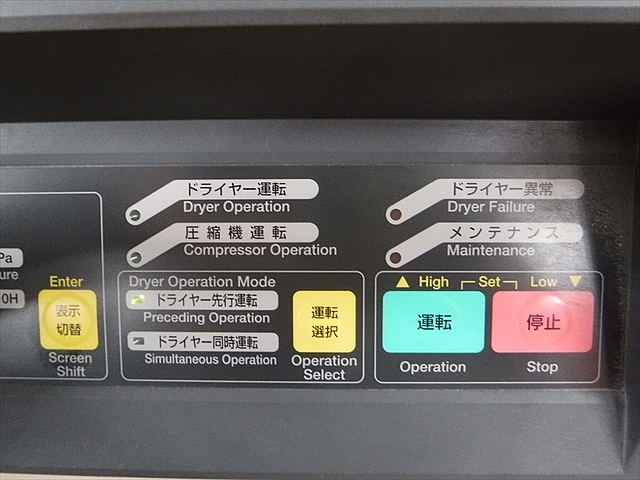 ドライヤー運転
Dryer Operation
圧縮機運転
Compressor Operation
ドライヤー異常
Dryer Failure
メンテナンス
Maintenance
Pa
ure
0H
Enter
表示
切替
Screen
Shift
Dryer Operation Mode
ドライヤー先行運転
Preceding Operation
ドライヤー同時運転
Simultaneous Operation
運転
選択
Operation
Select
▲ High Set Low ▼
運転
Operation
停止
Stop